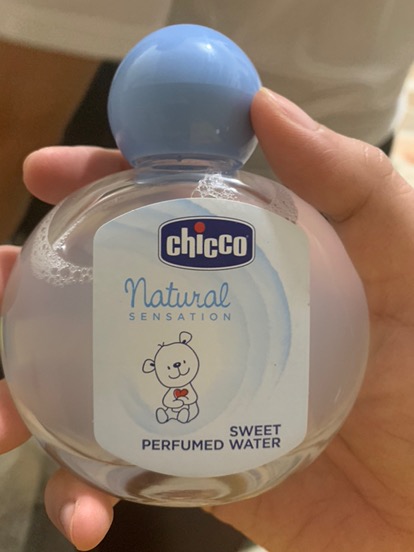 chicco
Natural
SENSATION
SWEET
PERFUMED WATER